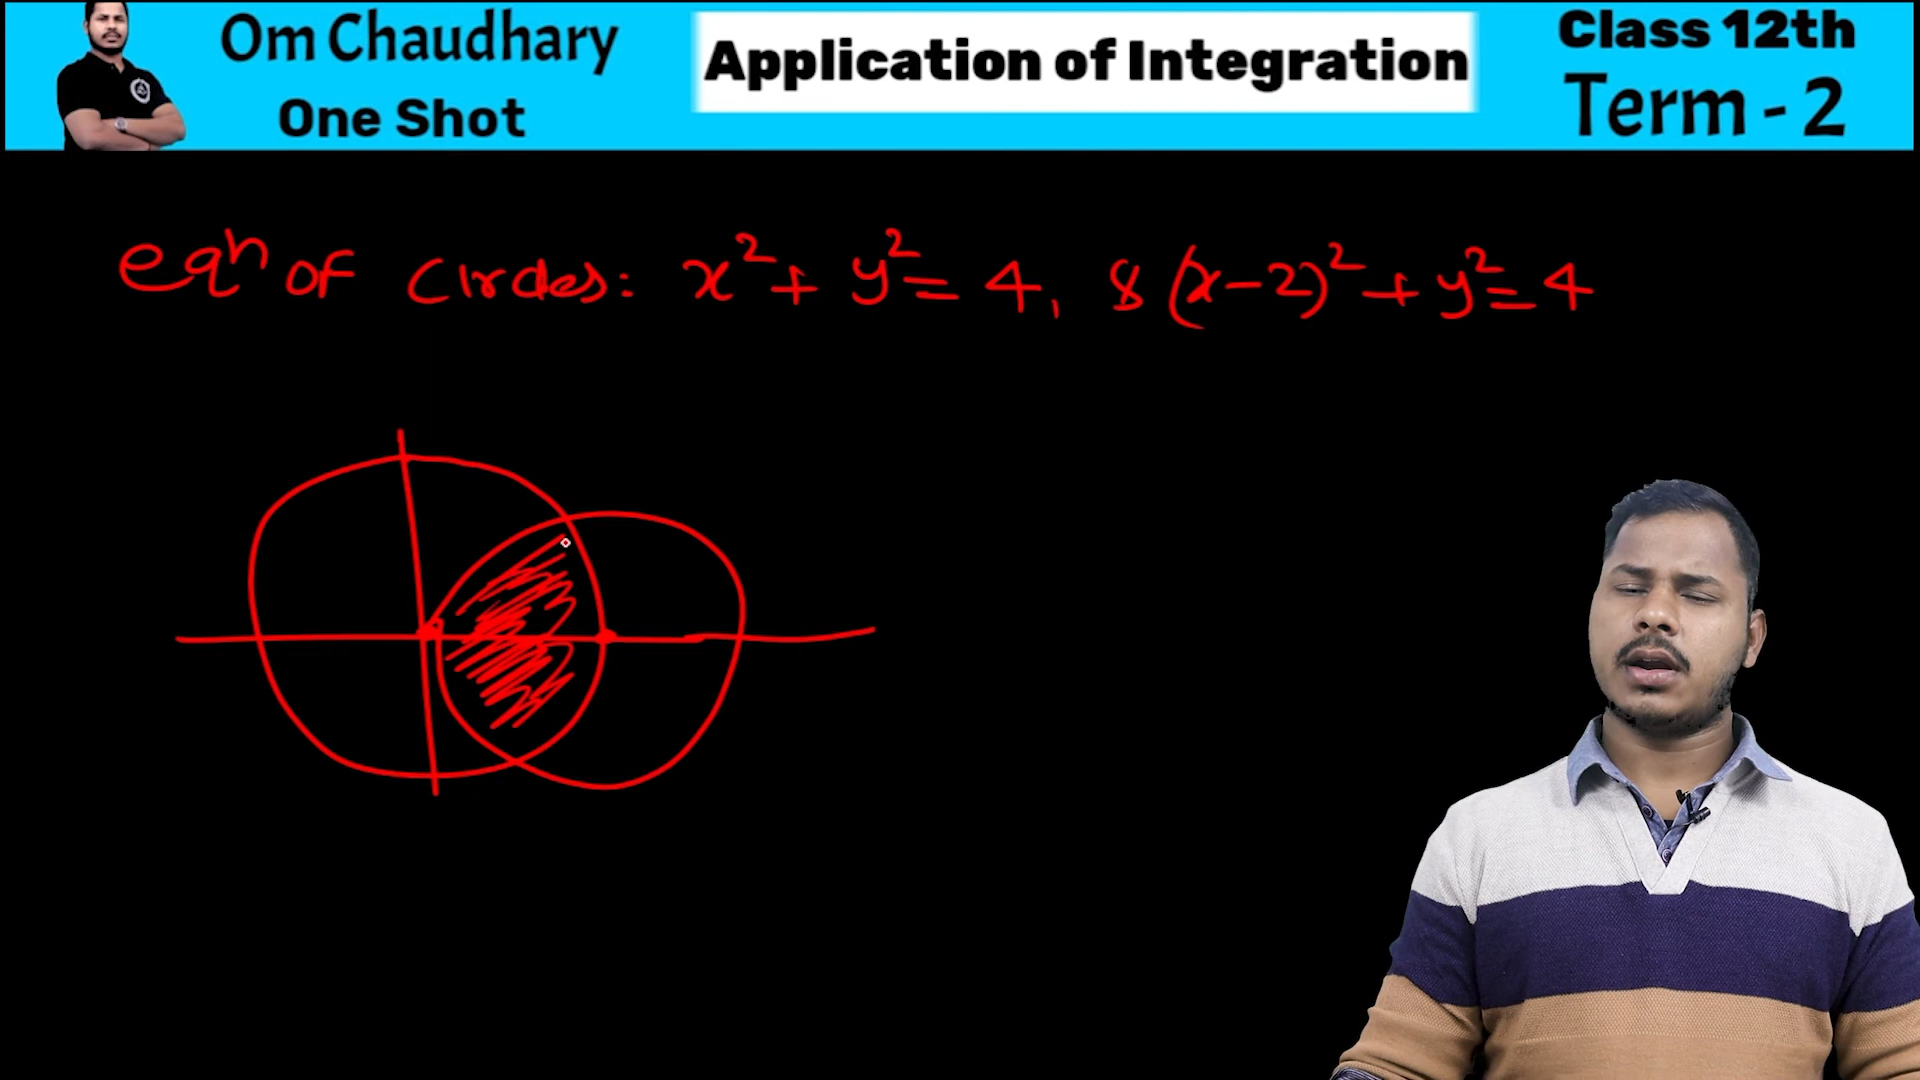 Om Chaudhary
One Shot
Application of Integration
Class 12th
Term - 2
eqⁿ of circles: x² + y² = 4, & (x-2)² + y² = 4